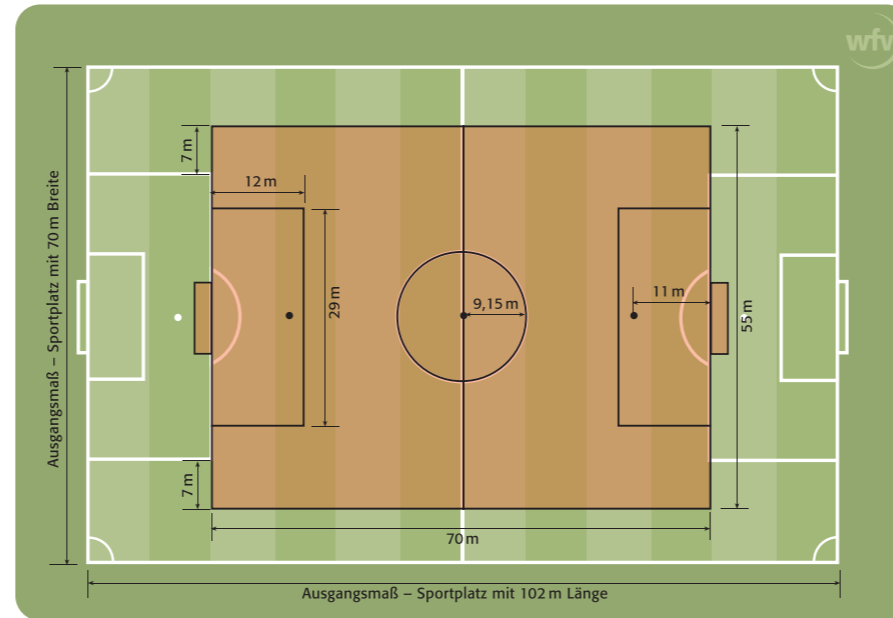 wfv
Ausgangsmaß – Sportplatz mit 70 m Breite
7 m
12 m
29 m
9,15 m
11 m
55 m
7 m
70 m
Ausgangsmaß – Sportplatz mit 102 m Länge